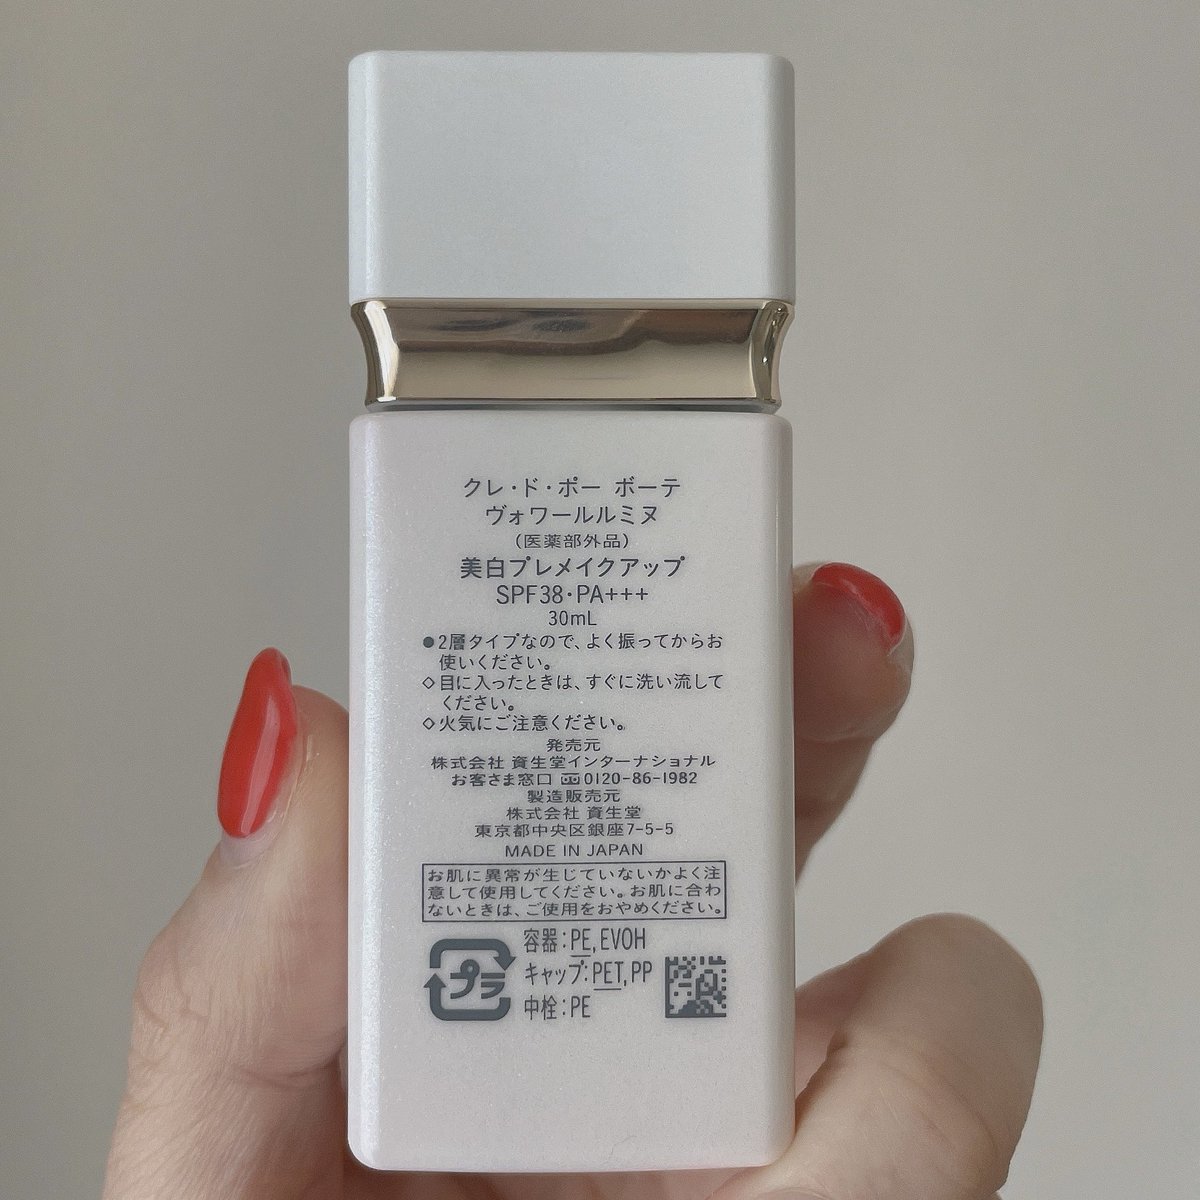 クレ・ド・ポー ボーテ
ヴォワールルミヌ
(医薬部外品)
美白プレメイクアップ
SPF38・PA+++
30mL
●2層タイプなので、よく振ってからお
使いください。
◇目に入ったときは、すぐに洗い流して
ください。
◇火気にご注意ください。
発売元
株式会社 資生堂インターナショナル
お客さま窓口 0120-86-1982
製造販売元
株式会社 資生堂
東京都中央区銀座7-5-5
MADE IN JAPAN
お肌に異常が生じていないかよく注
意して使用してください。お肌に合わ
ないときは、ご使用をおやめください。
プラ
容器:PE,EVOH
キャップ:PET,PP
中栓:PE